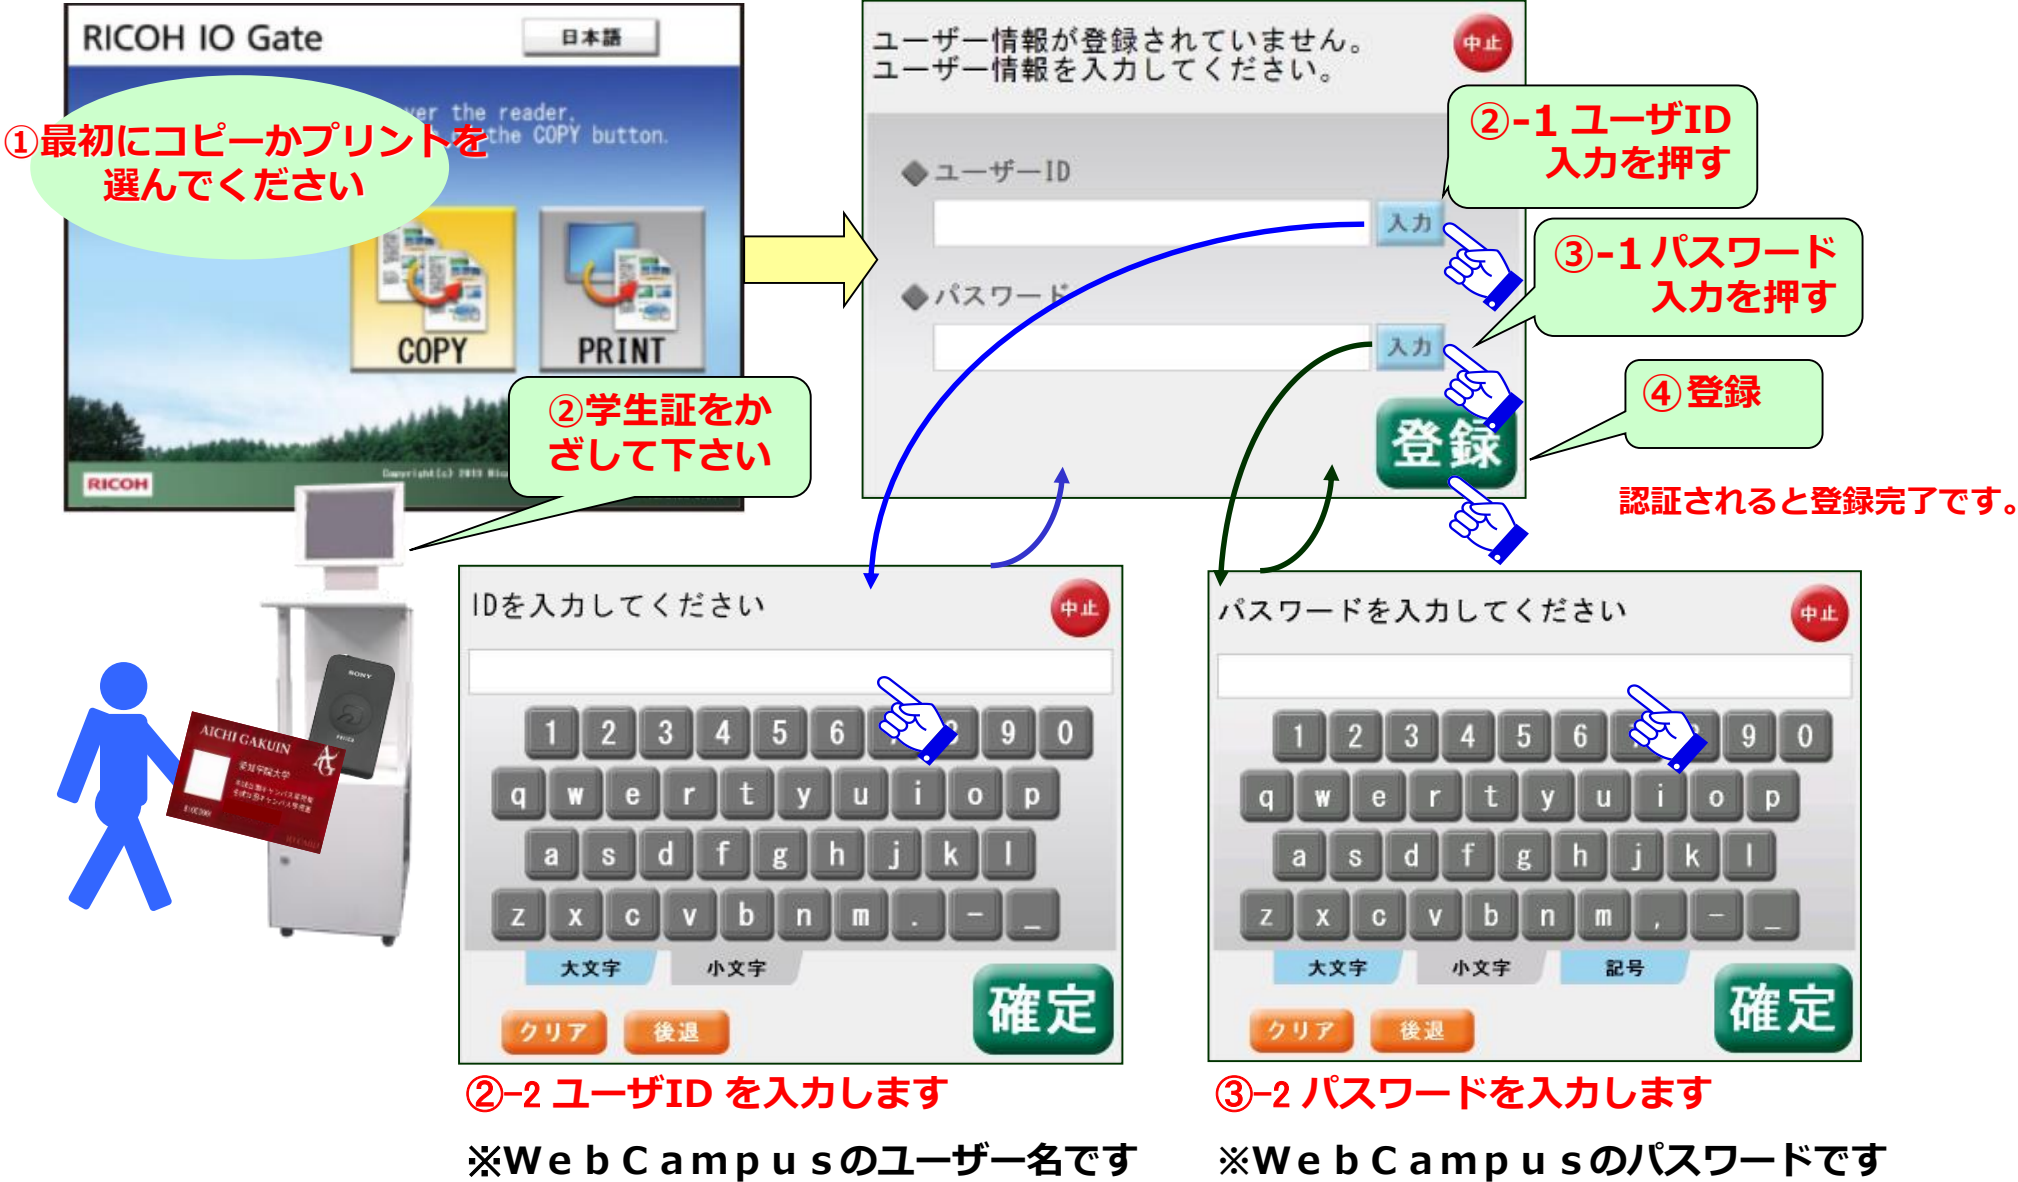 RICOH IO Gate
日本語
ver the reader.
the COPY button.
①最初にコピーかプリントを
選んでください
COPY
PRINT
RICOH
②学生証をか
ざして下さい
SONY
AICHI GAKUIN
愛知学院大学
ユーザー情報が登録されていません。
ユーザー情報を入力してください。
中止
◆ユーザーID
入力
◆パスワード
入力
登録
②-1 ユーザID
入力を押す
③-1 パスワード
入力を押す
④登録
認証されると登録完了です。
IDを入力してください
中止
1 2 3 4 5 6 9 0
q w e r t y u i o p
a s d f g h j k l
z x c v b n m . - _
大文字 小文字
クリア 後退
確定
②-2 ユーザID を入力します
※WebCampusのユーザー名です
パスワードを入力してください
中止
1 2 3 4 5 6 9 0
q w e r t y u i o p
a s d f g h j k l
z x c v b n m , - _
大文字 小文字 記号
クリア 後退
確定
③-2 パスワードを入力します
※WebCampusのパスワードです